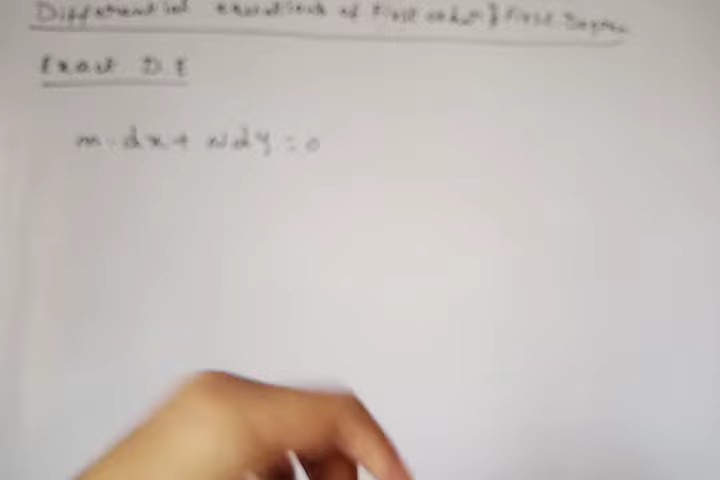 Differential equations of First order & First Degree
Exact D.E
M.dx + Ndy = 0